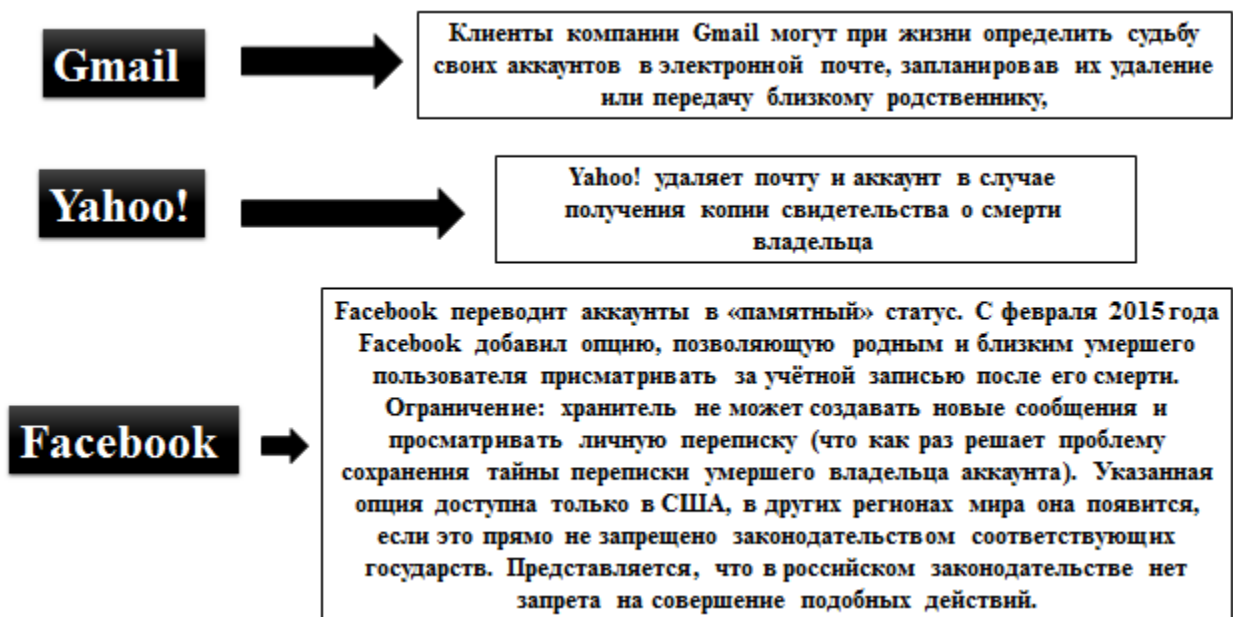 Gmail
Клиенты компании Gmail могут при жизни определить судьбу
своих аккаунтов в электронной почте, запланировав их удаление
или передачу близкому родственнику,
Yahoo!
Yahoo! удаляет почту и аккаунт в случае
получения копии свидетельства о смерти
владельца
Facebook
Facebook переводит аккаунты в «памятный» статус. С февраля 2015 года
Facebook добавил опцию, позволяющую родным и близким умершего
пользователя присматривать за учётной записью после его смерти.
Ограничение: хранитель не может создавать новые сообщения и
просматривать личную переписку (что как раз решает проблему
сохранения тайны переписки умершего владельца аккаунта). Указанная
опция доступна только в США, в других регионах мира она появится,
если это прямо не запрещено законодательством соответствующих
государств. Представляется, что в российском законодательстве нет
запрета на совершение подобных действий.